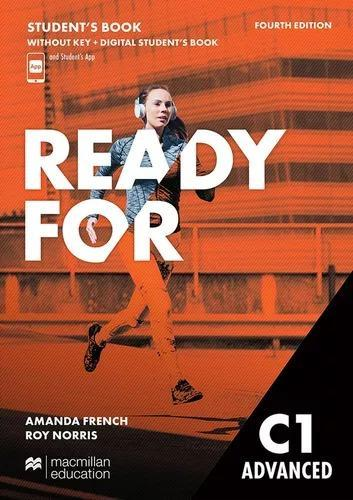 STUDENT'S BOOK
FOURTH EDITION
WITHOUT KEY + DIGITAL STUDENT'S BOOK
App
and Student's App
READY
FOR
AMANDA FRENCH
ROY NORRIS
macmillan
education
C1
ADVANCED